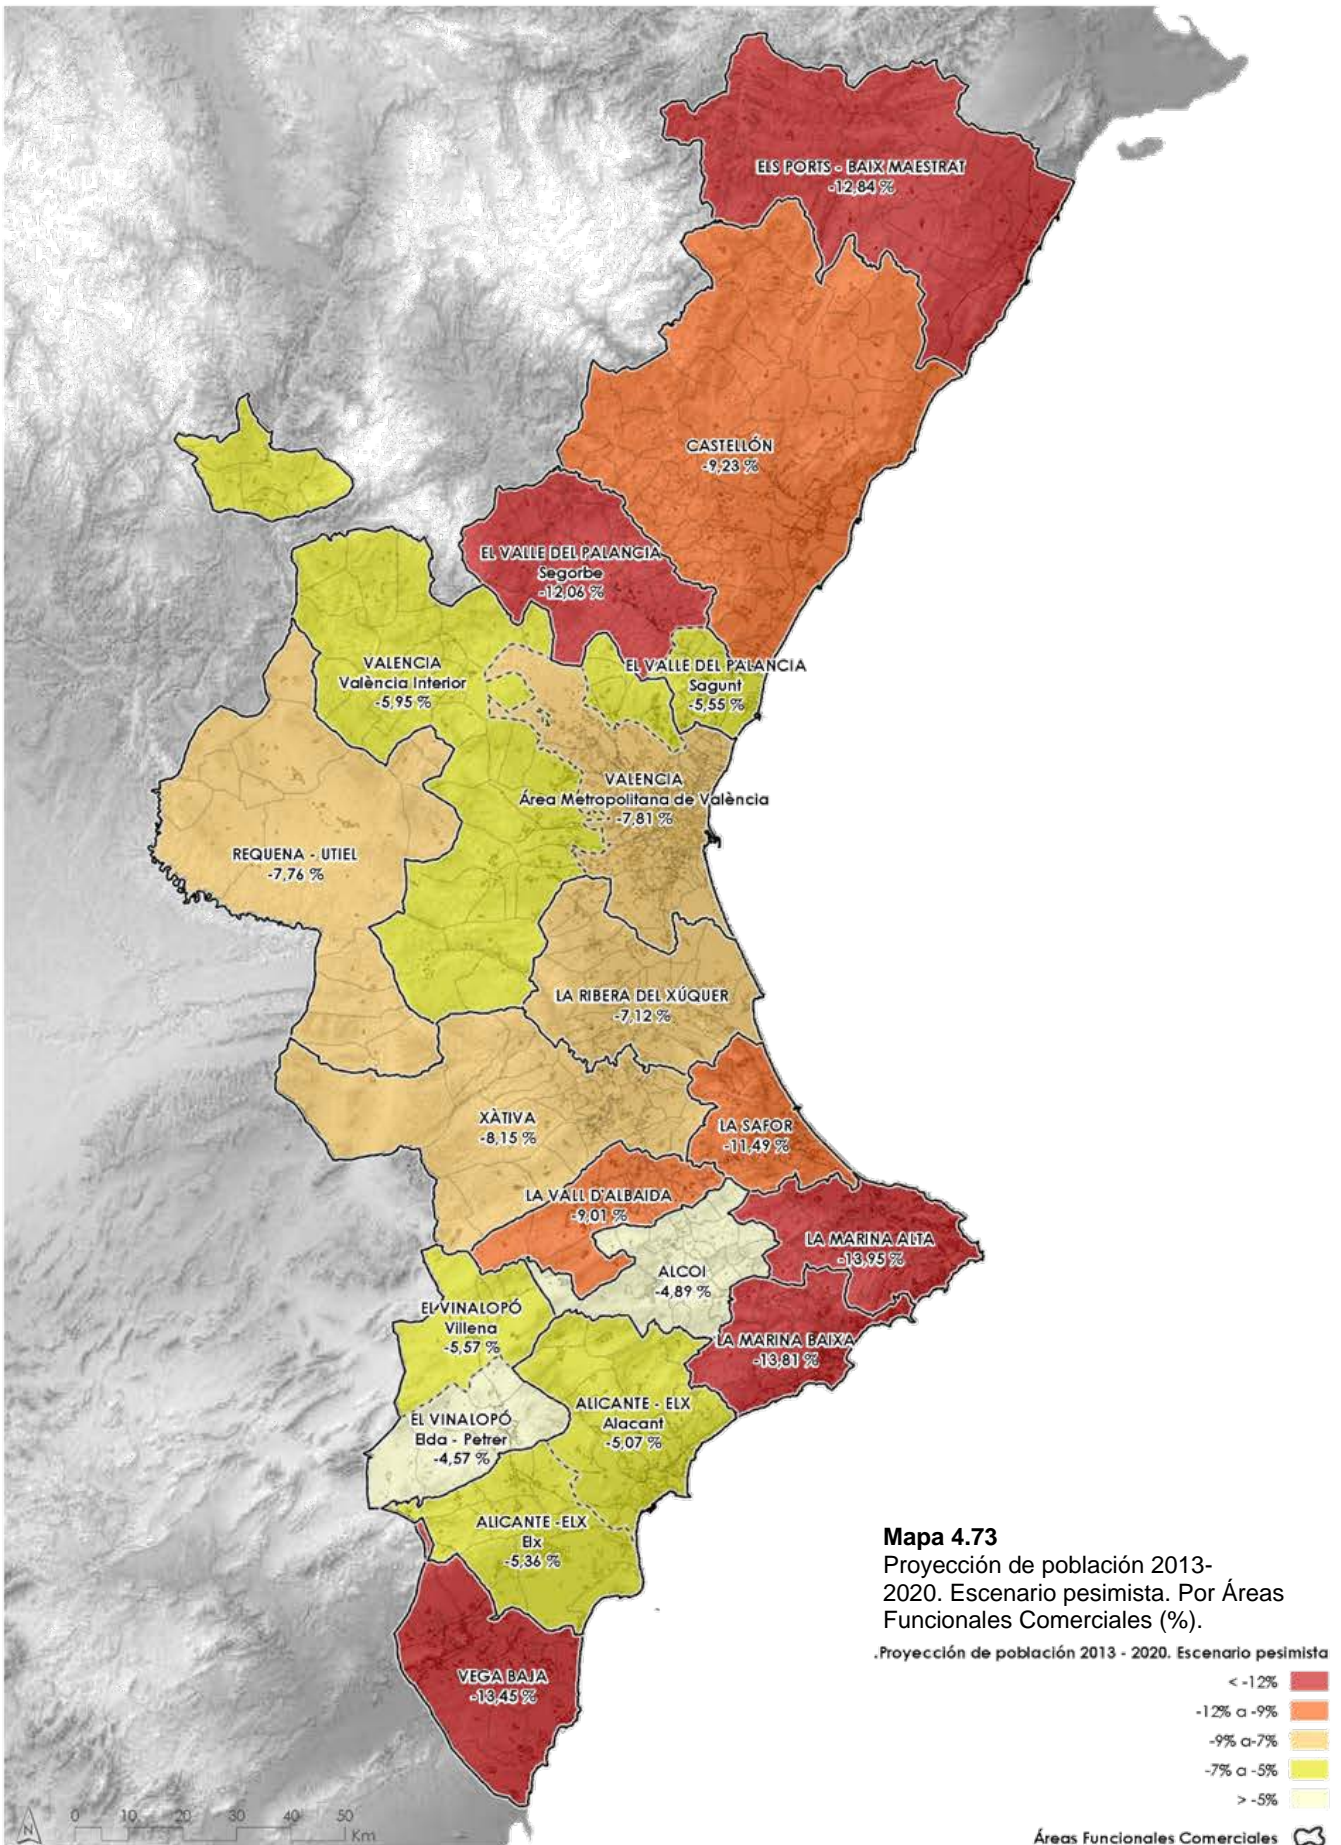 ELS PORTS - BAIX MAESTRAT
-12,84 %
CASTELLÓN
-9,23 %
EL VALLE DEL PALANCIA
Segorbe
-12,06 %
VALENCIA
València Interior
-5,95 %
EL VALLE DEL PALANCIA
Sagunt
-5,55 %
VALENCIA
Área Metropolitana de València
-7,81 %
REQUENA - UTIEL
-7,76 %
LA RIBERA DEL XÚQUER
-7,12 %
XÀTIVA
-8,15 %
LA SAFOR
-11,49 %
LA VALL D'ALBAIDA
-9,01 %
LA MARINA ALTA
-13,95 %
ALCOI
-4,89 %
EL VINALOPÓ
Villena
-5,57 %
LA MARINA BAIXA
-13,81 %
ALICANTE - ELX
Alacant
-5,07 %
EL VINALOPÓ
Elda - Petrer
-4,57 %
ALICANTE -ELX
Elx
-5,36 %
VEGA BAJA
-13,45 %
Mapa 4.73
Proyección de población 2013-
2020. Escenario pesimista. Por Áreas
Funcionales Comerciales (%).
.Proyección de población 2013 - 2020. Escenario pesimista
< -12%
-12% a -9%
-9% a-7%
-7% a -5%
> -5%
Áreas Funcionales Comerciales
N
0 10 20 30 40 50
Km